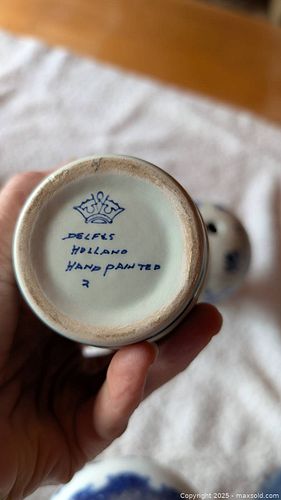 DELFTS
HOLLAND
HAND PAINTED
2
Copyright 2025 - maxsold.com